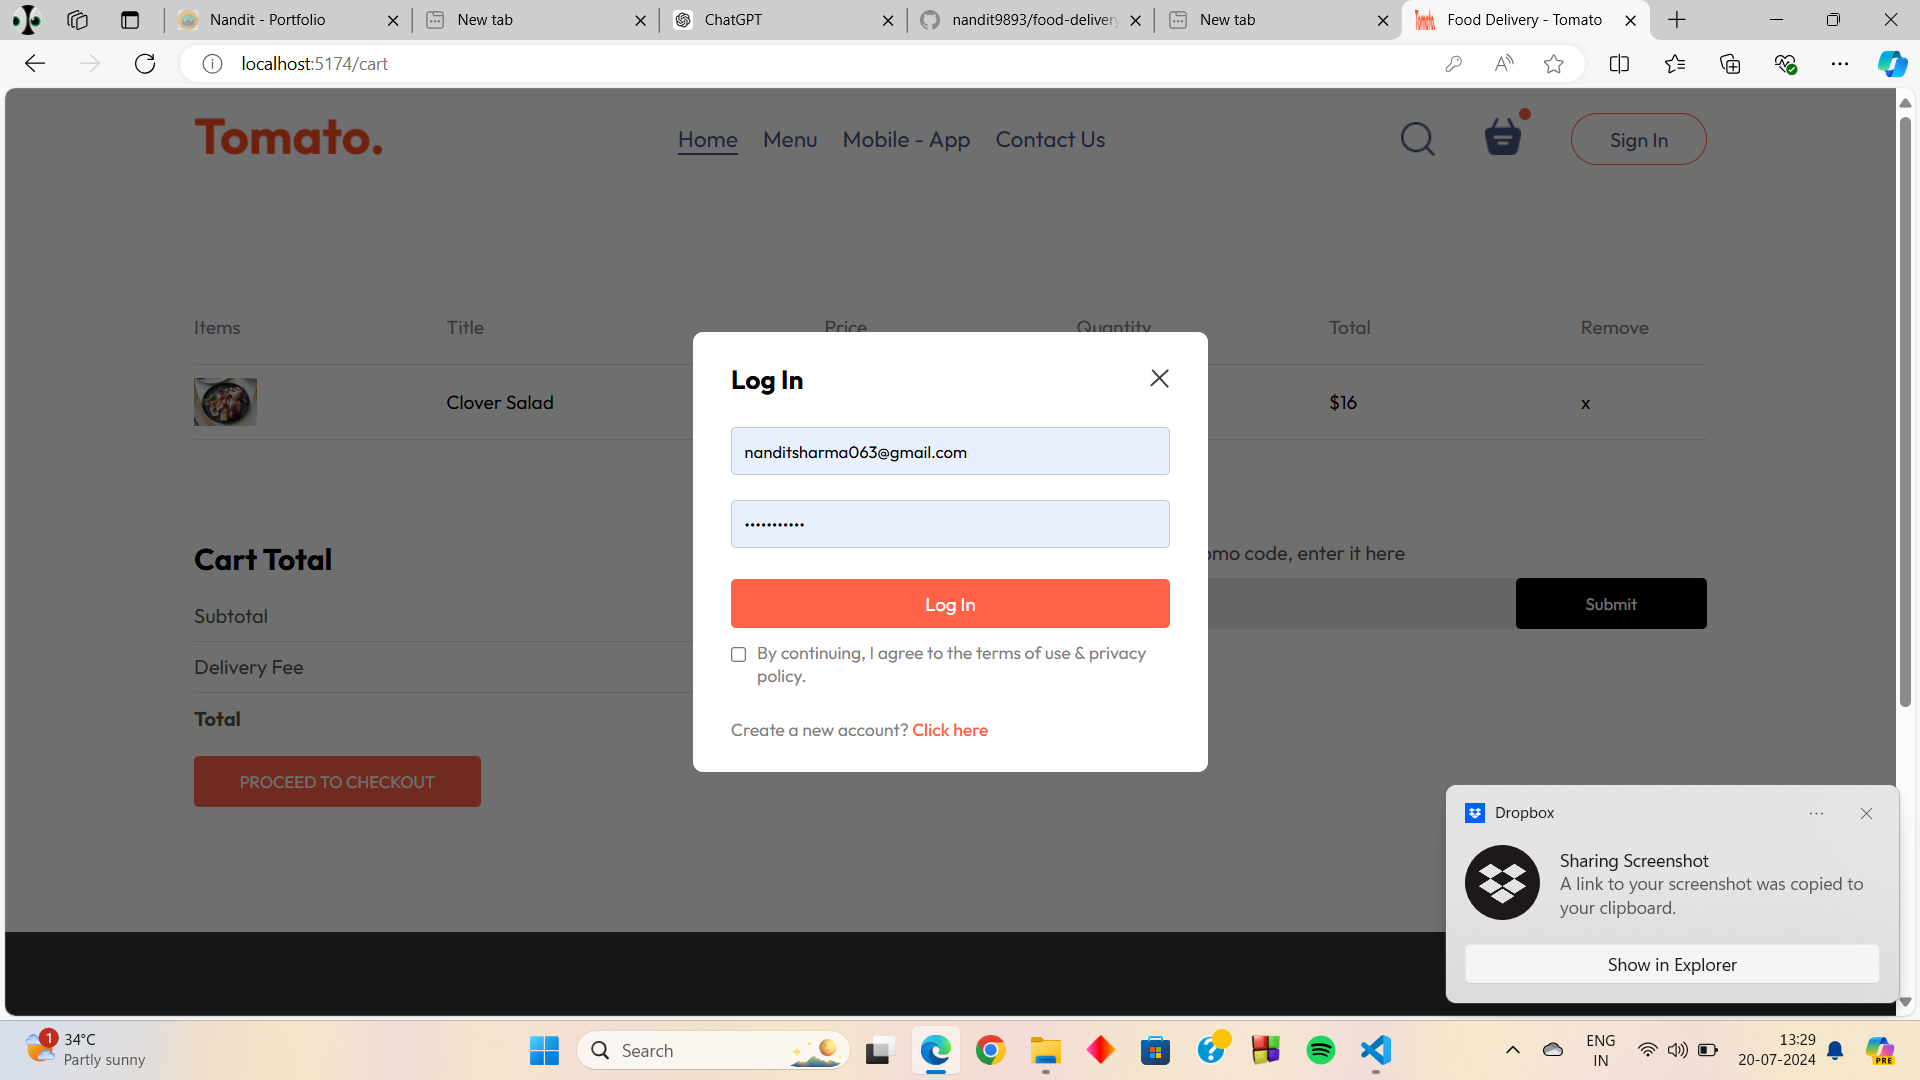 Nandit - Portfolio
New tab
ChatGPT
nandit9893/food-delivery
New tab
Food Delivery - Tomato
localhost:5174/cart
Tomato.
Home
Menu
Mobile - App
Contact Us
Sign In
Items
Title
Price
Quantity
Total
Remove
Clover Salad
$16
x
Log In
nanditsharma063@gmail.com
•••••••••••
Log In
By continuing, I agree to the terms of use & privacy
policy.
Create a new account? Click here
Cart Total
Subtotal
Delivery Fee
Total
PROCEED TO CHECKOUT
omo code, enter it here
Submit
Dropbox
Sharing Screenshot
A link to your screenshot was copied to
your clipboard.
Show in Explorer
1
34°C
Partly sunny
Search
PRE
ENG
IN
13:29
20-07-2024